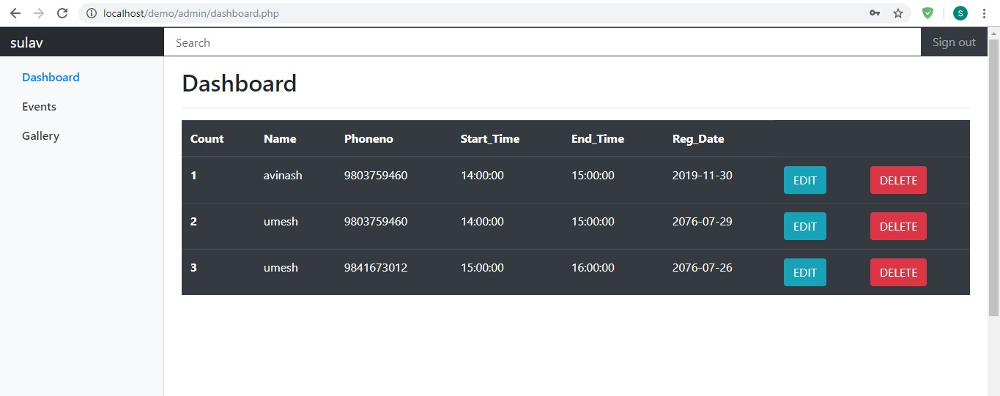 localhost/demo/admin/dashboard.php
S
sulav
Search
Sign out
Dashboard
Events
Gallery
Dashboard
Count Name Phoneno Start_Time End_Time Reg_Date
1 avinash 9803759460 14:00:00 15:00:00 2019-11-30 EDIT DELETE
2 umesh 9803759460 14:00:00 15:00:00 2076-07-29 EDIT DELETE
3 umesh 9841673012 15:00:00 16:00:00 2076-07-26 EDIT DELETE